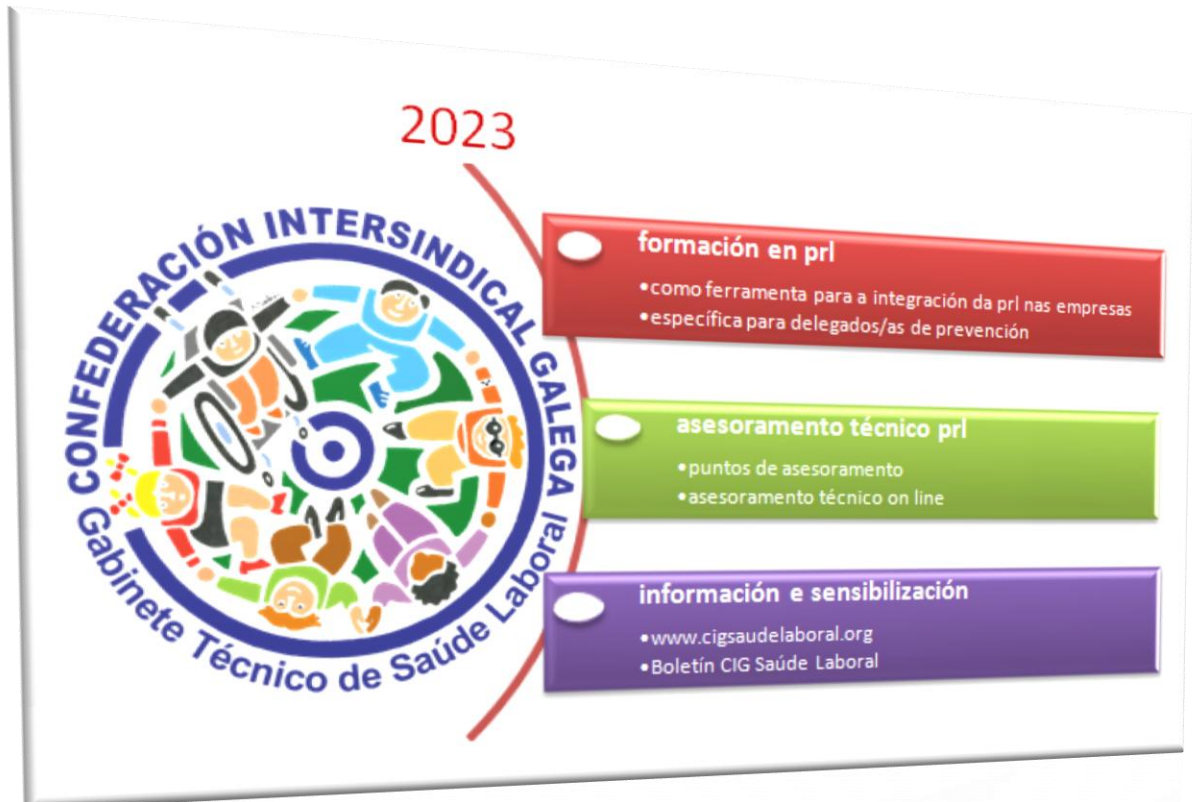 2023
CONFEDERACIÓN INTERSINDICAL GALEGA
Gabinete Técnico de Saúde Laboral
formación en prl
•como ferramenta para a integración da prl nas empresas
•específica para delegados/as de prevención
asesoramento técnico prl
•puntos de asesoramento
•asesoramento técnico on line
información e sensibilización
•www.cigsaudelaboral.org
•Boletín CIG Saúde Laboral